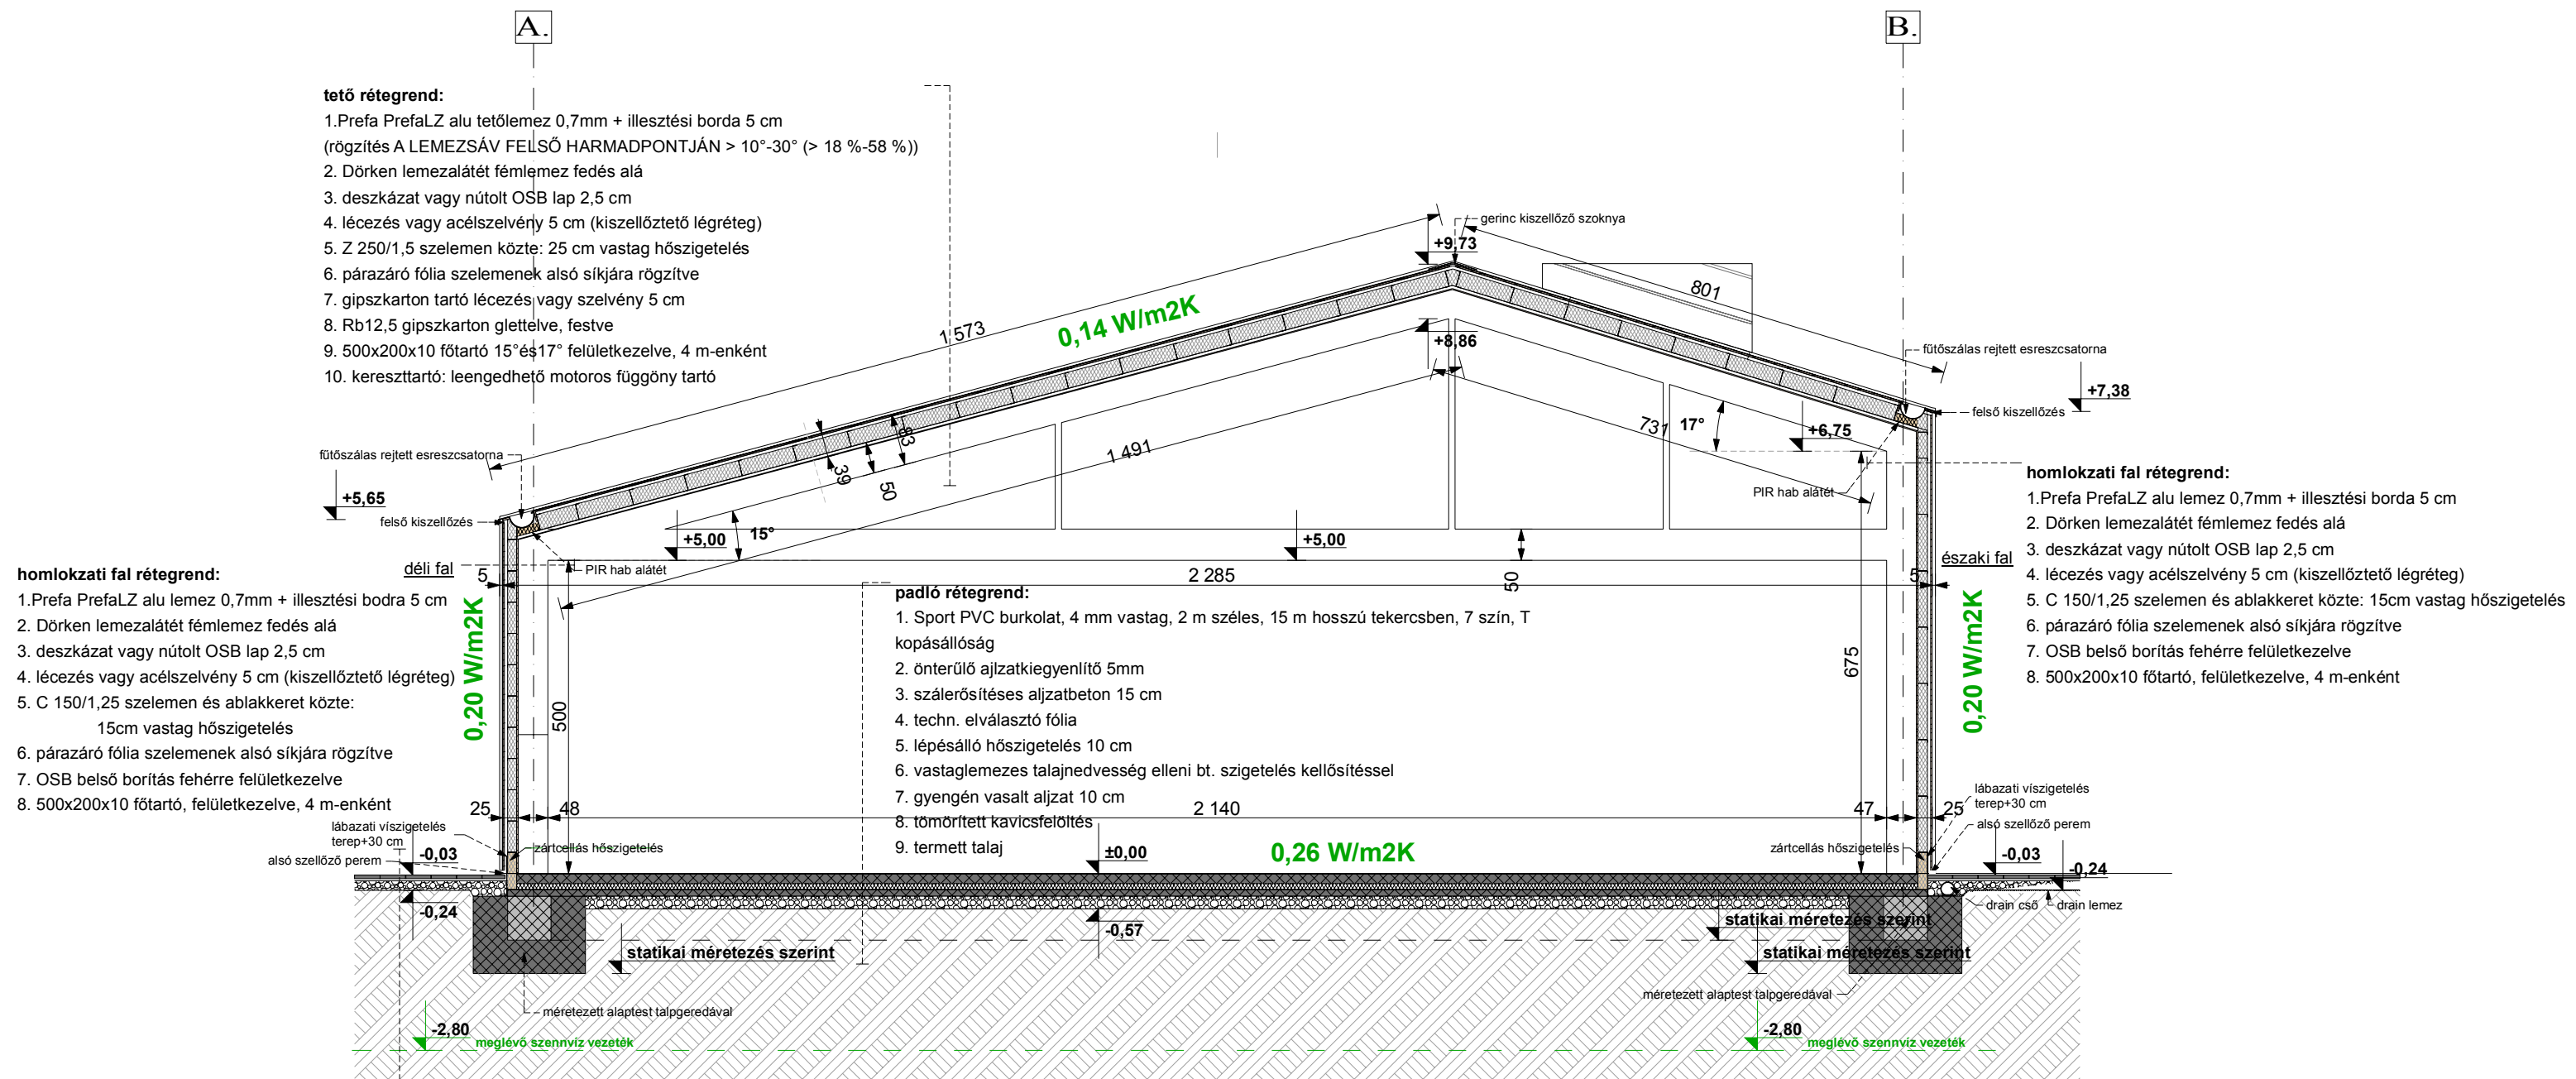 A.
B.
tető rétegrend:
1.Prefa PrefaLZ alu tetőlemez 0,7mm + illesztési borda 5 cm
(rögzítés A LEMEZSÁV FELSŐ HARMADPONTJÁN > 10°-30° (> 18 %-58 %))
2. Dörken lemezalátét fémlemez fedés alá
3. deszkázat vagy nútolt OSB lap 2,5 cm
4. lécezés vagy acélszelvény 5 cm (kiszellőztető légréteg)
5. Z 250/1,5 szelemen közte: 25 cm vastag hőszigetelés
6. párazáró fólia szelemenek alsó síkjára rögzítve
7. gipszkarton tartó lécezés vagy szelvény 5 cm
8. Rb12,5 gipszkarton glettelve, festve
9. 500x200x10 főtartó 15°és17° felületkezelve, 4 m-enként
10. kereszttartó: leengedhető motoros függöny tartó
gerinc kiszellőző szoknya
+9,73
801
1 573
0,14 W/m2K
+8,86
fűtőszálas rejtett esreszcsatorna
+7,38
felső kiszellőzés
731
17°
+6,75
1 491
83
39
50
PIR hab alátét
fűtőszálas rejtett esreszcsatorna
+5,65
felső kiszellőzés
15°
+5,00
+5,00
50
déli fal
PIR hab alátét
5
2 285
5
északi fal
homlokzati fal rétegrend:
1.Prefa PrefaLZ alu lemez 0,7mm + illesztési borda 5 cm
2. Dörken lemezalátét fémlemez fedés alá
3. deszkázat vagy nútolt OSB lap 2,5 cm
4. lécezés vagy acélszelvény 5 cm (kiszellőztető légréteg)
5. C 150/1,25 szelemen és ablakkeret közte: 15cm vastag hőszigetelés
6. párazáró fólia szelemenek alsó síkjára rögzítve
7. OSB belső borítás fehérre felületkezelve
8. 500x200x10 főtartó, felületkezelve, 4 m-enként
homlokzati fal rétegrend:
1.Prefa PrefaLZ alu lemez 0,7mm + illesztési bodra 5 cm
2. Dörken lemezalátét fémlemez fedés alá
3. deszkázat vagy nútolt OSB lap 2,5 cm
4. lécezés vagy acélszelvény 5 cm (kiszellőztető légréteg)
5. C 150/1,25 szelemen és ablakkeret közte:
15cm vastag hőszigetelés
6. párazáró fólia szelemenek alsó síkjára rögzítve
7. OSB belső borítás fehérre felületkezelve
8. 500x200x10 főtartó, felületkezelve, 4 m-enként
0,20 W/m2K
500
padló rétegrend:
1. Sport PVC burkolat, 4 mm vastag, 2 m széles, 15 m hosszú tekercsben, 7 szín, T
kopásállóság
2. önterűlő ajlzatkiegyenlítő 5mm
3. szálerősítéses aljzatbeton 15 cm
4. techn. elválasztó fólia
5. lépésálló hőszigetelés 10 cm
6. vastaglemezes talajnedvesség elleni bt. szigetelés kellősítéssel
7. gyengén vasalt aljzat 10 cm
8. tömörített kavicsfelöltés
9. termett talaj
675
0,20 W/m2K
25
48
2 140
47
25
lábazati víszigetelés
terep+30 cm
alsó szellőző perem
zártcellás hőszigetelés
-0,03
±0,00
0,26 W/m2K
zártcellás hőszigetelés
lábazati víszigetelés
terep+30 cm
alsó szellőző perem
-0,03
-0,24
-0,24
-0,57
drain cső
drain lemez
statikai méretezés szerint
statikai méretezés szerint
statikai méretezés szerint
méretezett alaptest talpgeredával
méretezett alaptest talpgeredával
-2,80
meglévő szennvíz vezeték
-2,80
meglévő szennvíz vezeték